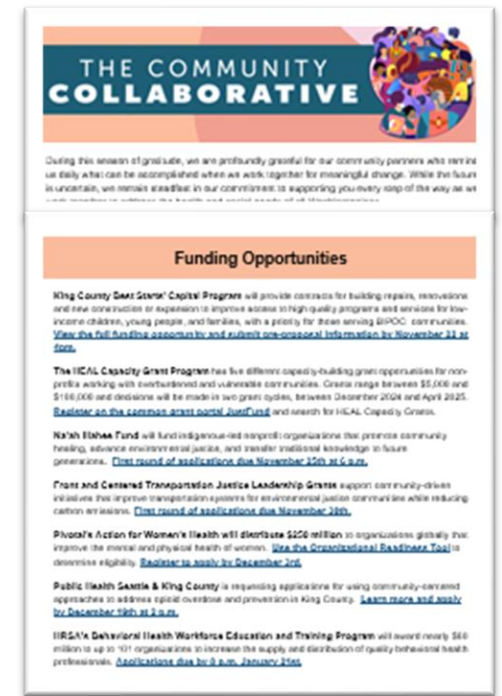 THE COMMUNITY
COLLABORATIVE
During this season of gratitude, we are profoundly grateful for our community partners who remind
us daily what can be accomplished when we work together for meaningful change. While the future
is uncertain, we remain steadfast in our commitment to supporting you every step of the way as we
Funding Opportunities
King County Best Starts' Capital Program will provide contracts for building repairs, renovations
and new construction or expansion to improve access to high quality programs and services for low-
income children, young people, and families, with a priority for those serving BIPOC communities.
View the full funding opportunity and submit pre-proposal information by November 22 at
4pm.
The HEAL Capacity Grant Program has five different capacity-building grant opportunities for non-
profits working with overburdened and vulnerable communities. Grants range between $5,000 and
$100,000 and decisions will be made in two grant cycles, between December 2024 and April 2025.
Register on the common grant portal JustFund and search for HEAL Capacity Grants.
Na'ah Illahee Fund will fund indigenous-led nonprofit organizations that promote community
healing, advance environmental justice, and transfer traditional knowledge to future
generations. First round of applications due November 25th at 6 p.m.
Front and Centered Transportation Justice Leadership Grants support community-driven
initiatives that improve transportation systems for environmental justice communities while reducing
carbon emissions. First round of applications due November 30th.
Pivotal's Action for Women's Health will distribute $250 million to organizations globally that
improve the mental and physical health of women. Use the Organizational Readiness Tool to
determine eligibility. Register to apply by December 3rd.
Public Health Seattle & King County is requesting applications for using community-centered
approaches to address opioid overdose and prevention in King County. Learn more and apply
by December 19th at 2 p.m.
HRSA's Behavioral Health Workforce Education and Training Program will award nearly $60
million to up to 101 organizations to increase the supply and distribution of quality behavioral health
professionals. Applications due by 8 p.m. January 21st.